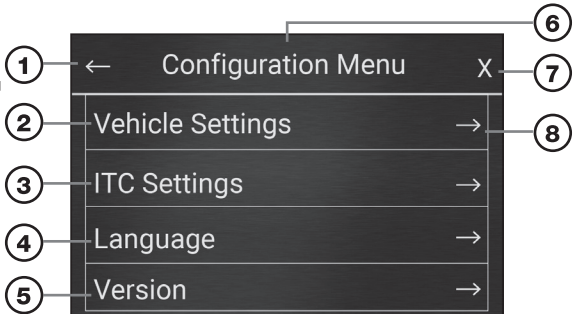 6
1 ← Configuration Menu X 7
2 Vehicle Settings → 8
3 ITC Settings →
4 Language →
5 Version →